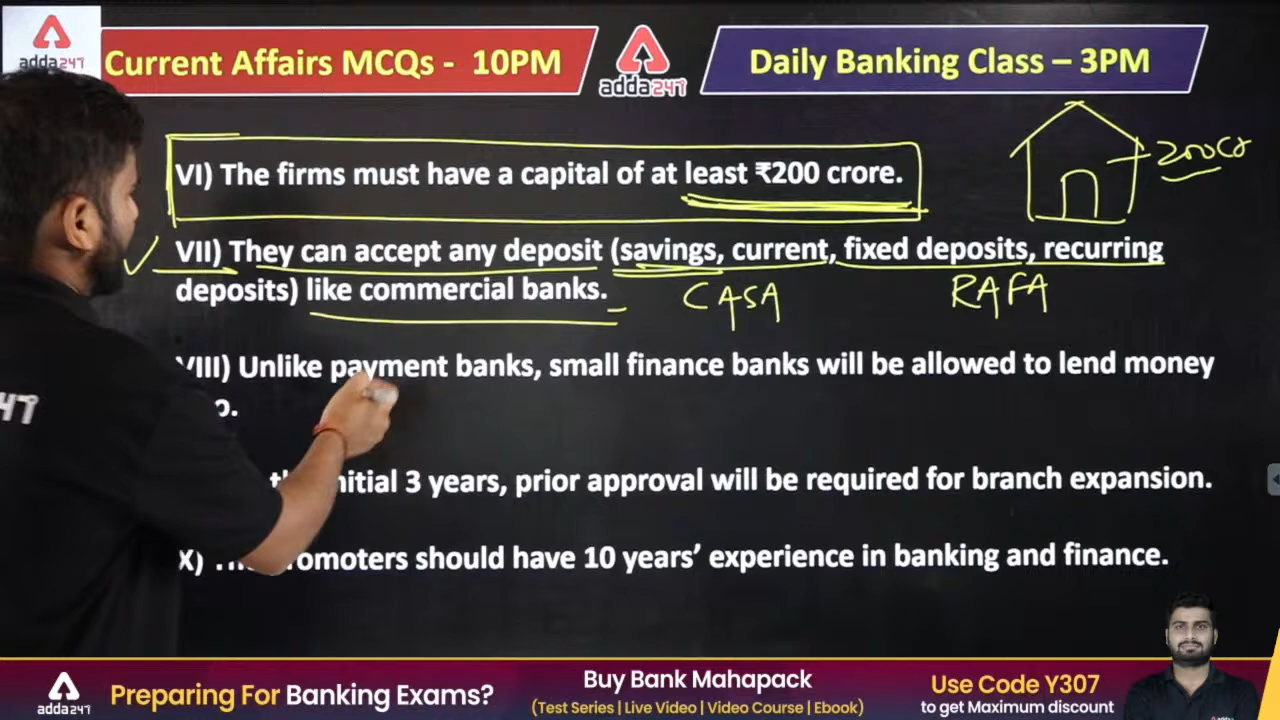 adda247
Current Affairs MCQs - 10PM
adda247
Daily Banking Class – 3PM
VI) The firms must have a capital of at least ₹200 crore.
200 Cr
VII) They can accept any deposit (savings, current, fixed deposits, recurring
deposits) like commercial banks.
CASA
RAFA
VIII) Unlike payment banks, small finance banks will be allowed to lend money
initial 3 years, prior approval will be required for branch expansion.
X) promoters should have 10 years’ experience in banking and finance.
47
adda247
Preparing For Banking Exams?
Buy Bank Mahapack
(Test Series | Live Video | Video Course | Ebook)
Use Code Y307
to get Maximum discount